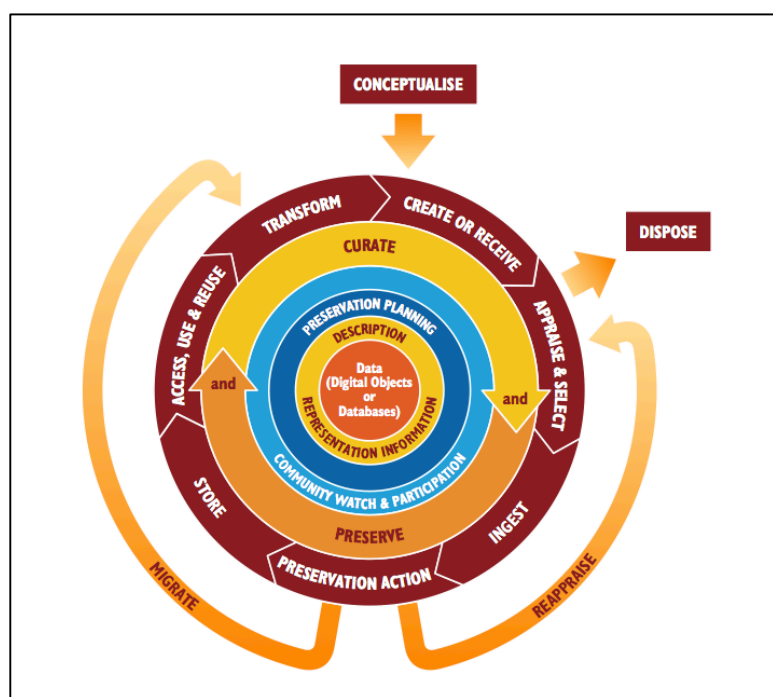 CONCEPTUALISE
DISPOSE
TRANSFORM
CREATE OR RECEIVE
APPRAISE & SELECT
INGEST
PRESERVATION ACTION
STORE
ACCESS, USE & REUSE
CURATE
and
PRESERVE
and
PRESERVATION PLANNING
COMMUNITY WATCH & PARTICIPATION
DESCRIPTION
REPRESENTATION INFORMATION
Data
(Digital Objects
or
Databases)
MIGRATE
REAPPRAISE